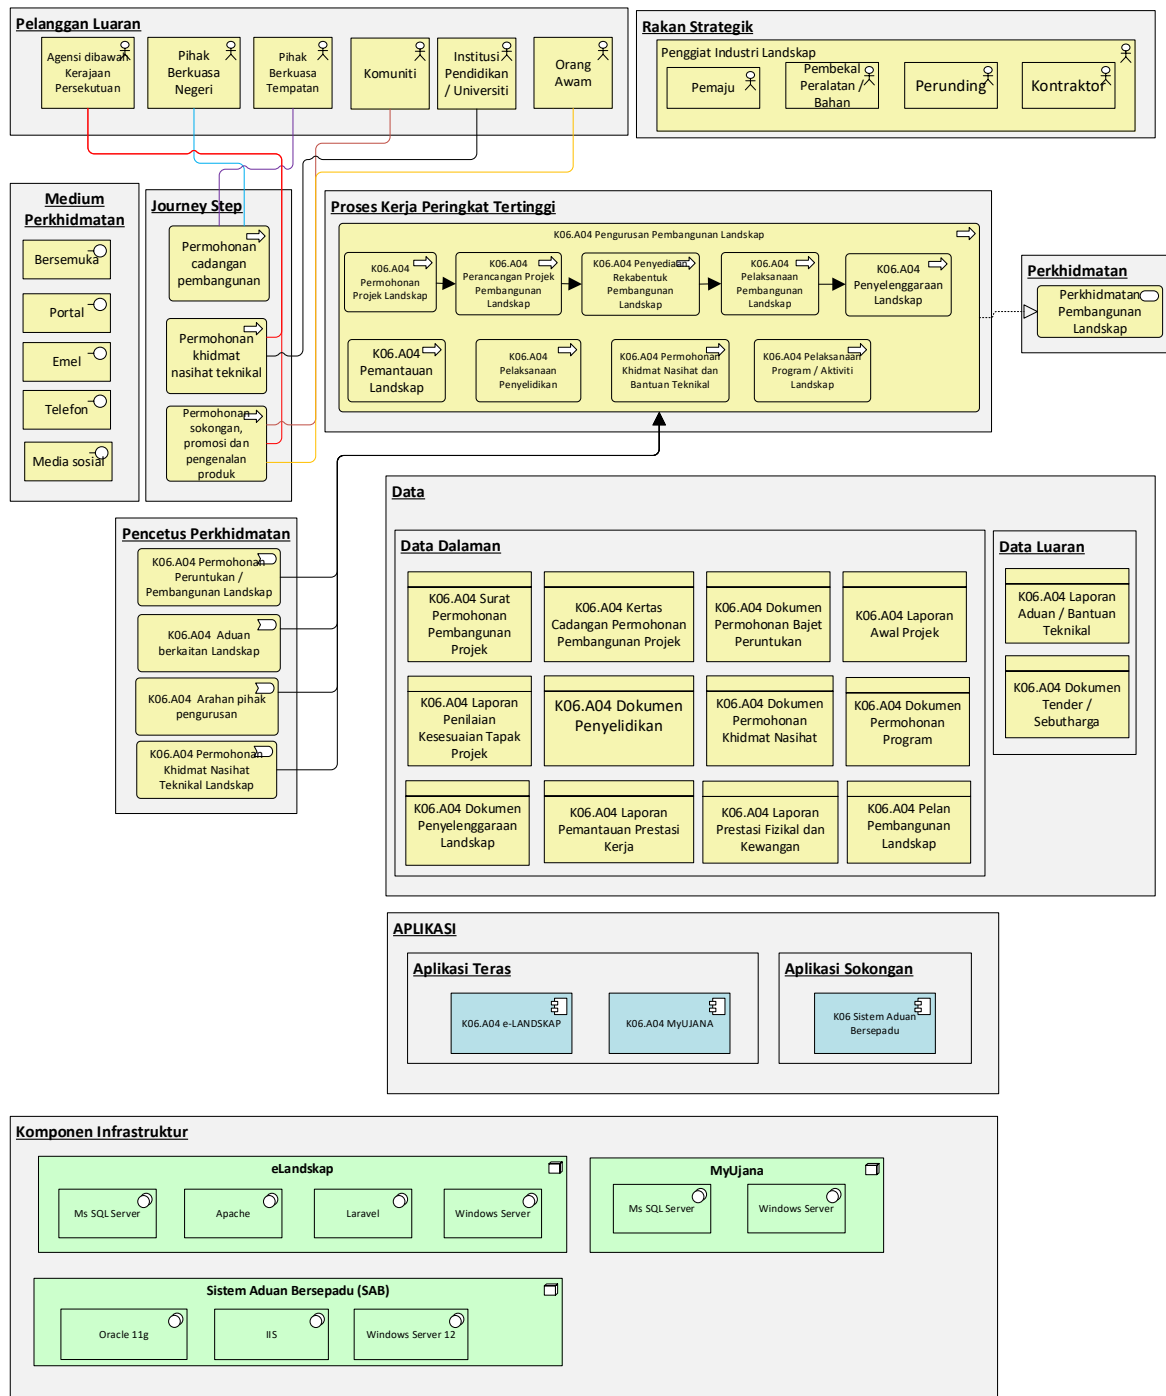 Pelanggan Luaran
Agensi dibawah
Kerajaan
Persekutuan
Pihak
Berkuasa
Negeri
Pihak
Berkuasa
Tempatan
Komuniti
Institusi
Pendidikan
/ Universiti
Orang
Awam
Rakan Strategik
Penggiat Industri Landskap
Pemaju
Pembekal
Peralatan /
Bahan
Perunding
Kontraktor
Medium
Perkhidmatan
Bersemuka
Portal
Emel
Telefon
Media sosial
Journey Step
Permohonan
cadangan
pembangunan
Permohonan
khidmat
nasihat teknikal
Permohonan
sokongan,
promosi dan
pengenalan
produk
Proses Kerja Peringkat Tertinggi
K06.A04 Pengurusan Pembangunan Landskap
K06.A04
Permohonan
Projek Landskap
K06.A04
Perancangan Projek
Pembangunan
Landskap
K06.A04 Penyediaan
Rekabentuk
Pembangunan
Landskap
K06.A04
Pelaksanaan
Pembangunan
Landskap
K06.A04
Penyelenggaraan
Landskap
K06.A04
Pemantauan
Landskap
K06.A04
Pelaksanaan
Penyelidikan
K06.A04 Permohonan
Khidmat Nasihat dan
Bantuan Teknikal
K06.A04 Pelaksanaan
Program / Aktiviti
Landskap
Perkhidmatan
Perkhidmatan
Pembangunan
Landskap
Pencetus Perkhidmatan
K06.A04 Permohonan
Peruntukan /
Pembangunan Landskap
K06.A04 Aduan
berkaitan Landskap
K06.A04 Arahan pihak
pengurusan
K06.A04 Permohonan
Khidmat Nasihat
Teknikal Landskap
Data
Data Dalaman
K06.A04 Surat
Permohonan
Pembangunan
Projek
K06.A04 Kertas
Cadangan Permohonan
Pembangunan Projek
K06.A04 Dokumen
Permohonan Bajet
Peruntukan
K06.A04 Laporan
Awal Projek
K06.A04 Laporan
Penilaian
Kesesuaian Tapak
Projek
K06.A04 Dokumen
Penyelidikan
K06.A04 Dokumen
Permohonan
Khidmat Nasihat
K06.A04 Dokumen
Permohonan
Program
K06.A04 Dokumen
Penyelenggaraan
Landskap
K06.A04 Laporan
Pemantauan Prestasi
Kerja
K06.A04 Laporan
Prestasi Fizikal dan
Kewangan
K06.A04 Pelan
Pembangunan
Landskap
Data Luaran
K06.A04 Laporan
Aduan / Bantuan
Teknikal
K06.A04 Dokumen
Tender /
Sebutharga
APLIKASI
Aplikasi Teras
K06.A04 e-LANDSKAP
K06.A04 MyUJANA
Aplikasi Sokongan
K06 Sistem Aduan
Bersepadu
Komponen Infrastruktur
eLandskap
Ms SQL Server
Apache
Laravel
Windows Server
MyUjana
Ms SQL Server
Windows Server
Sistem Aduan Bersepadu (SAB)
Oracle 11g
IIS
Windows Server 12